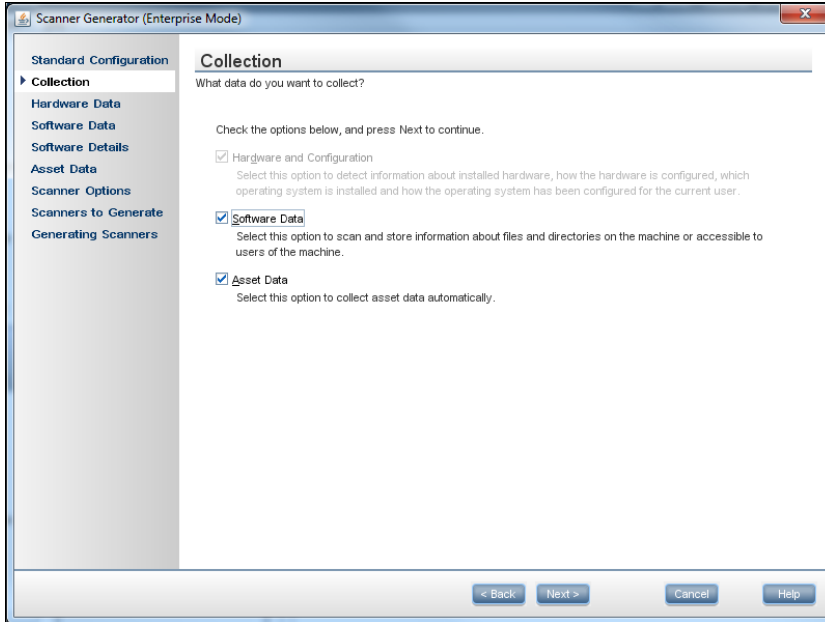 Scanner Generator (Enterprise Mode)
Standard Configuration
Collection
Hardware Data
Software Data
Software Details
Asset Data
Scanner Options
Scanners to Generate
Generating Scanners
Collection
What data do you want to collect?
Check the options below, and press Next to continue.
Hardware and Configuration
Select this option to detect information about installed hardware, how the hardware is configured, which
operating system is installed and how the operating system has been configured for the current user.
Software Data
Select this option to scan and store information about files and directories on the machine or accessible to
users of the machine.
Asset Data
Select this option to collect asset data automatically.
< Back
Next >
Cancel
Help